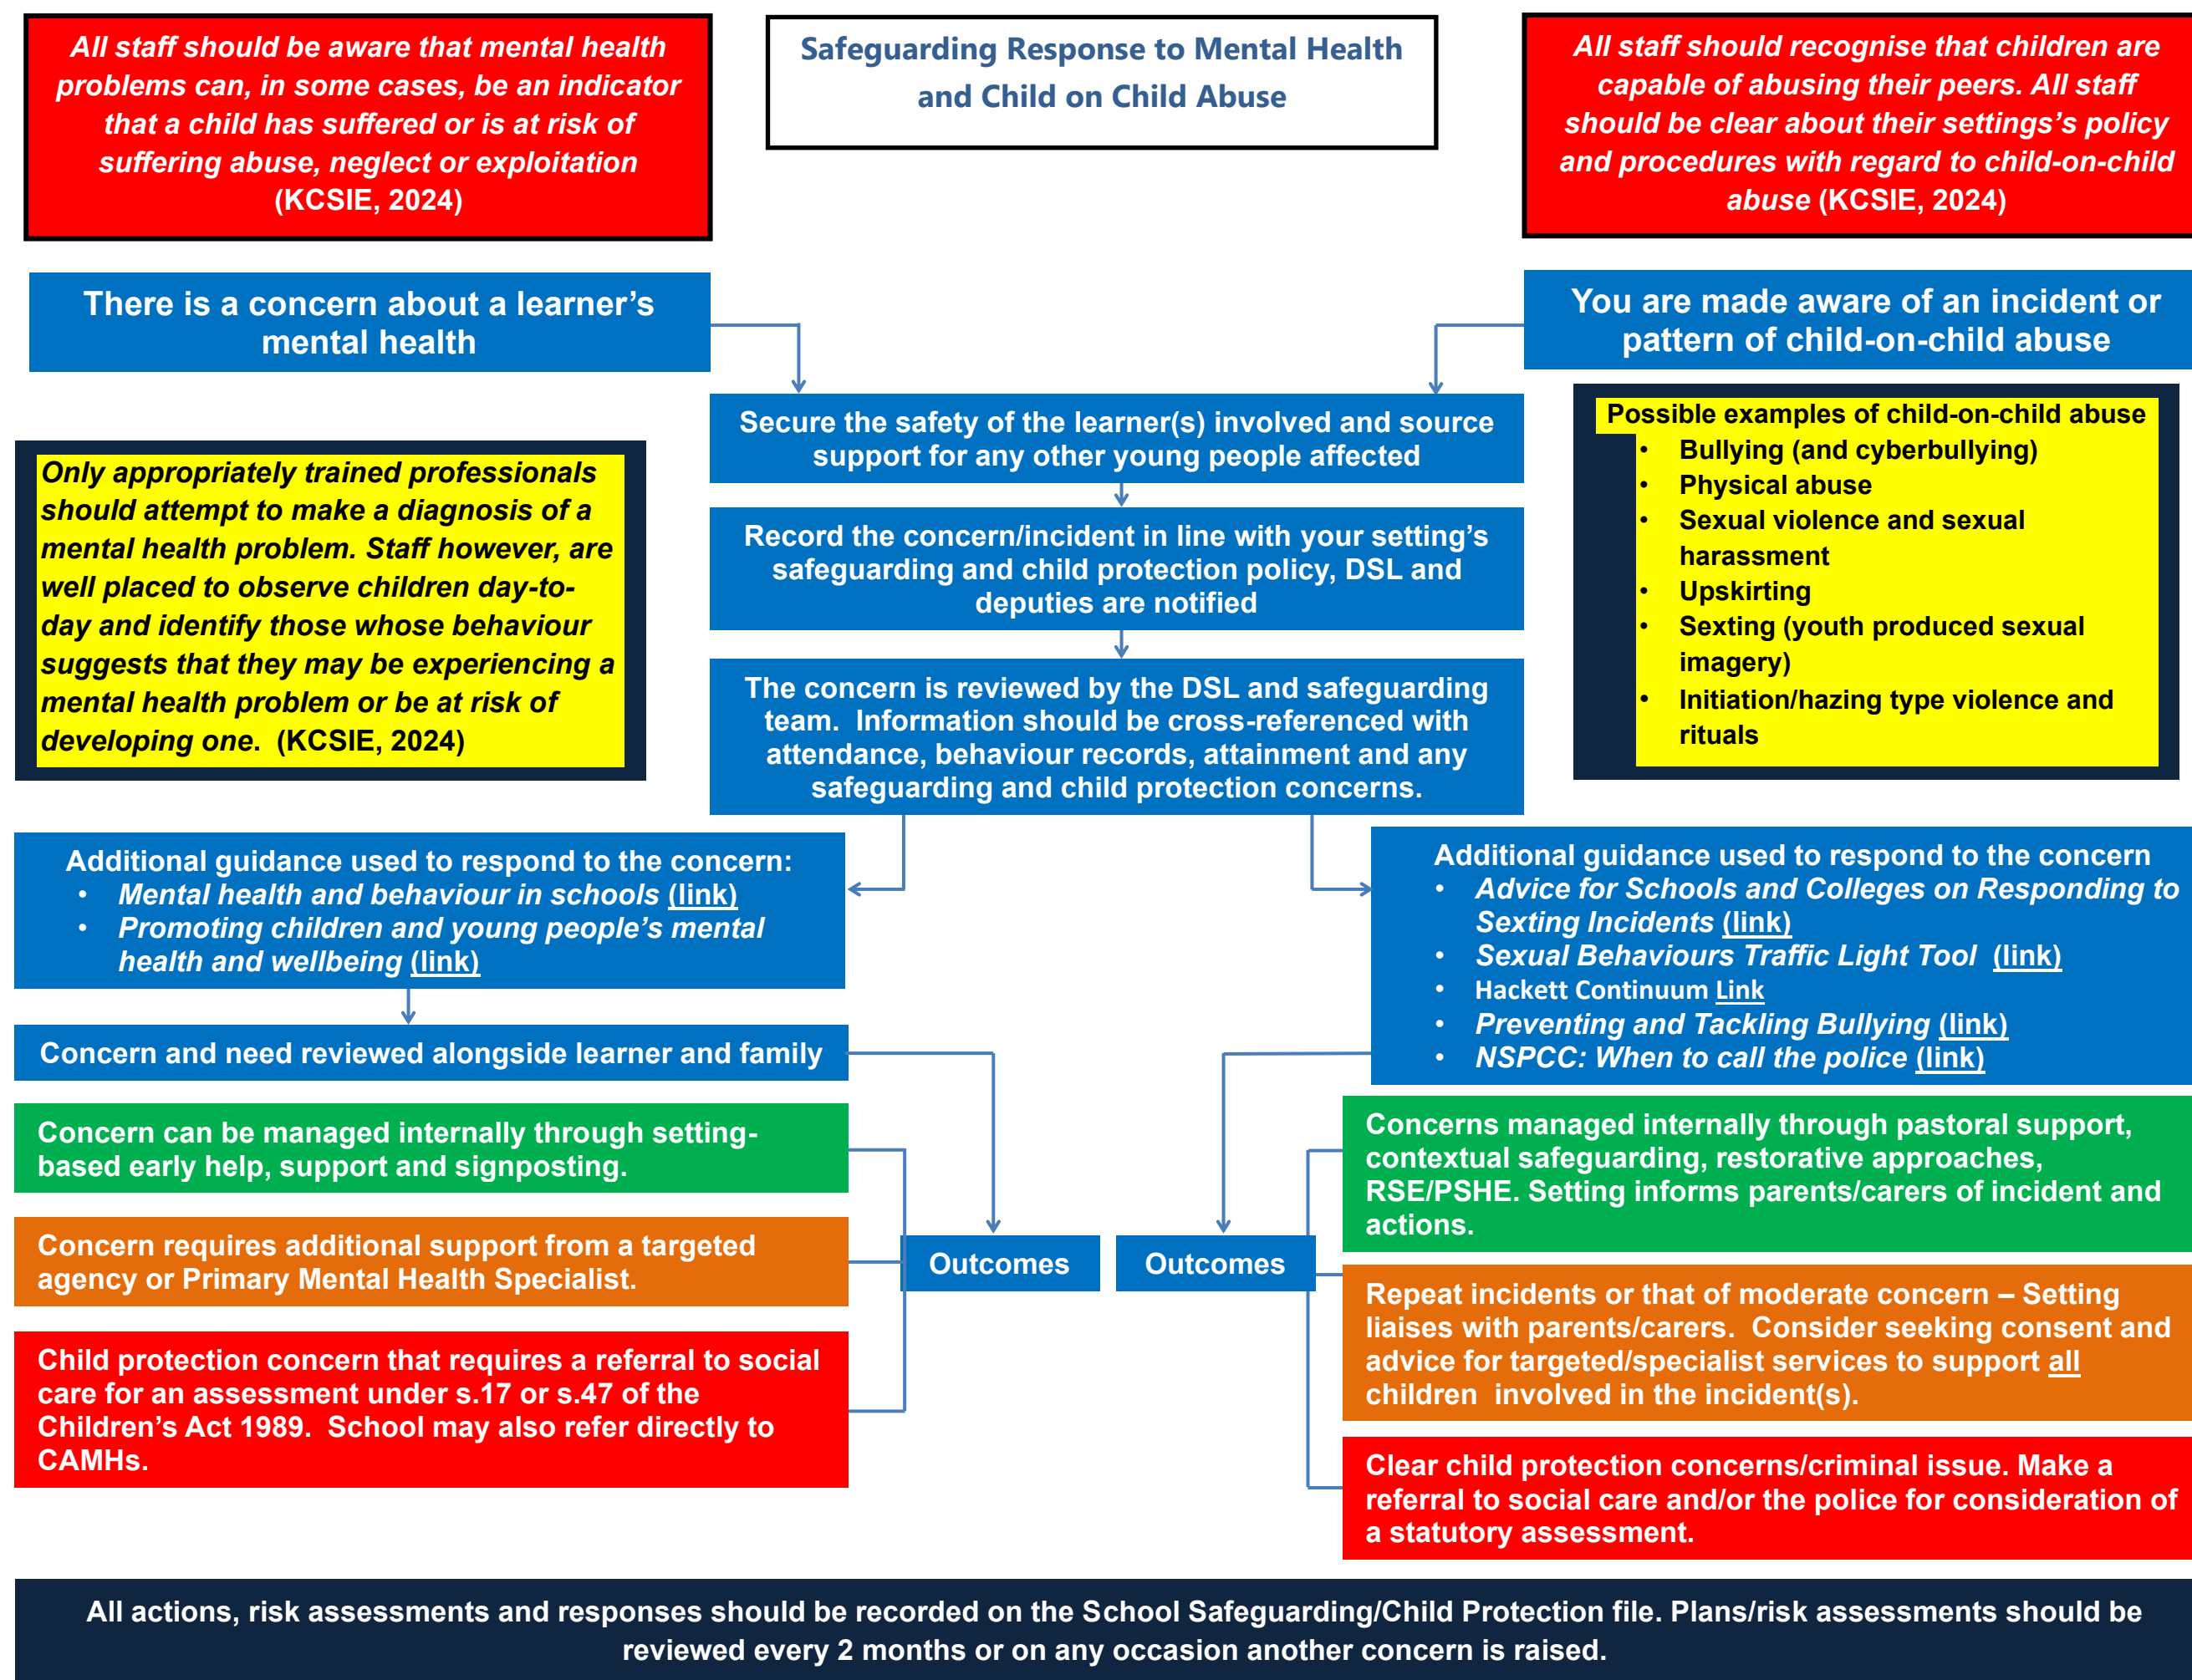 All staff should be aware that mental health
problems can, in some cases, be an indicator
that a child has suffered or is at risk of
suffering abuse, neglect or exploitation
(KCSIE, 2024)
Safeguarding Response to Mental Health
and Child on Child Abuse
All staff should recognise that children are
capable of abusing their peers. All staff
should be clear about their settings's policy
and procedures with regard to child-on-child
abuse (KCSIE, 2024)
There is a concern about a learner’s
mental health
You are made aware of an incident or
pattern of child-on-child abuse
Secure the safety of the learner(s) involved and source
support for any other young people affected
Only appropriately trained professionals
should attempt to make a diagnosis of a
mental health problem. Staff however, are
well placed to observe children day-to-
day and identify those whose behaviour
suggests that they may be experiencing a
mental health problem or be at risk of
developing one.  (KCSIE, 2024)
Record the concern/incident in line with your setting’s
safeguarding and child protection policy, DSL and
deputies are notified
The concern is reviewed by the DSL and safeguarding
team.  Information should be cross-referenced with
attendance, behaviour records, attainment and any
safeguarding and child protection concerns.
Possible examples of child-on-child abuse
• Bullying (and cyberbullying)
• Physical abuse
• Sexual violence and sexual
harassment
• Upskirting
• Sexting (youth produced sexual
imagery)
• Initiation/hazing type violence and
rituals
Additional guidance used to respond to the concern:
• Mental health and behaviour in schools (link)
• Promoting children and young people’s mental
health and wellbeing (link)
Additional guidance used to respond to the concern
• Advice for Schools and Colleges on Responding to
Sexting Incidents (link)
• Sexual Behaviours Traffic Light Tool  (link)
• Hackett Continuum Link
• Preventing and Tackling Bullying (link)
• NSPCC: When to call the police (link)
Concern and need reviewed alongside learner and family
Concern can be managed internally through setting-
based early help, support and signposting.
Concern requires additional support from a targeted
agency or Primary Mental Health Specialist.
Child protection concern that requires a referral to social
care for an assessment under s.17 or s.47 of the
Children’s Act 1989.  School may also refer directly to
CAMHs.
Outcomes
Outcomes
Concerns managed internally through pastoral support,
contextual safeguarding, restorative approaches,
RSE/PSHE. Setting informs parents/carers of incident and
actions.
Repeat incidents or that of moderate concern – Setting
liaises with parents/carers.  Consider seeking consent and
advice for targeted/specialist services to support all
children  involved in the incident(s).
Clear child protection concerns/criminal issue. Make a
referral to social care and/or the police for consideration of
a statutory assessment.
All actions, risk assessments and responses should be recorded on the School Safeguarding/Child Protection file. Plans/risk assessments should be
reviewed every 2 months or on any occasion another concern is raised.